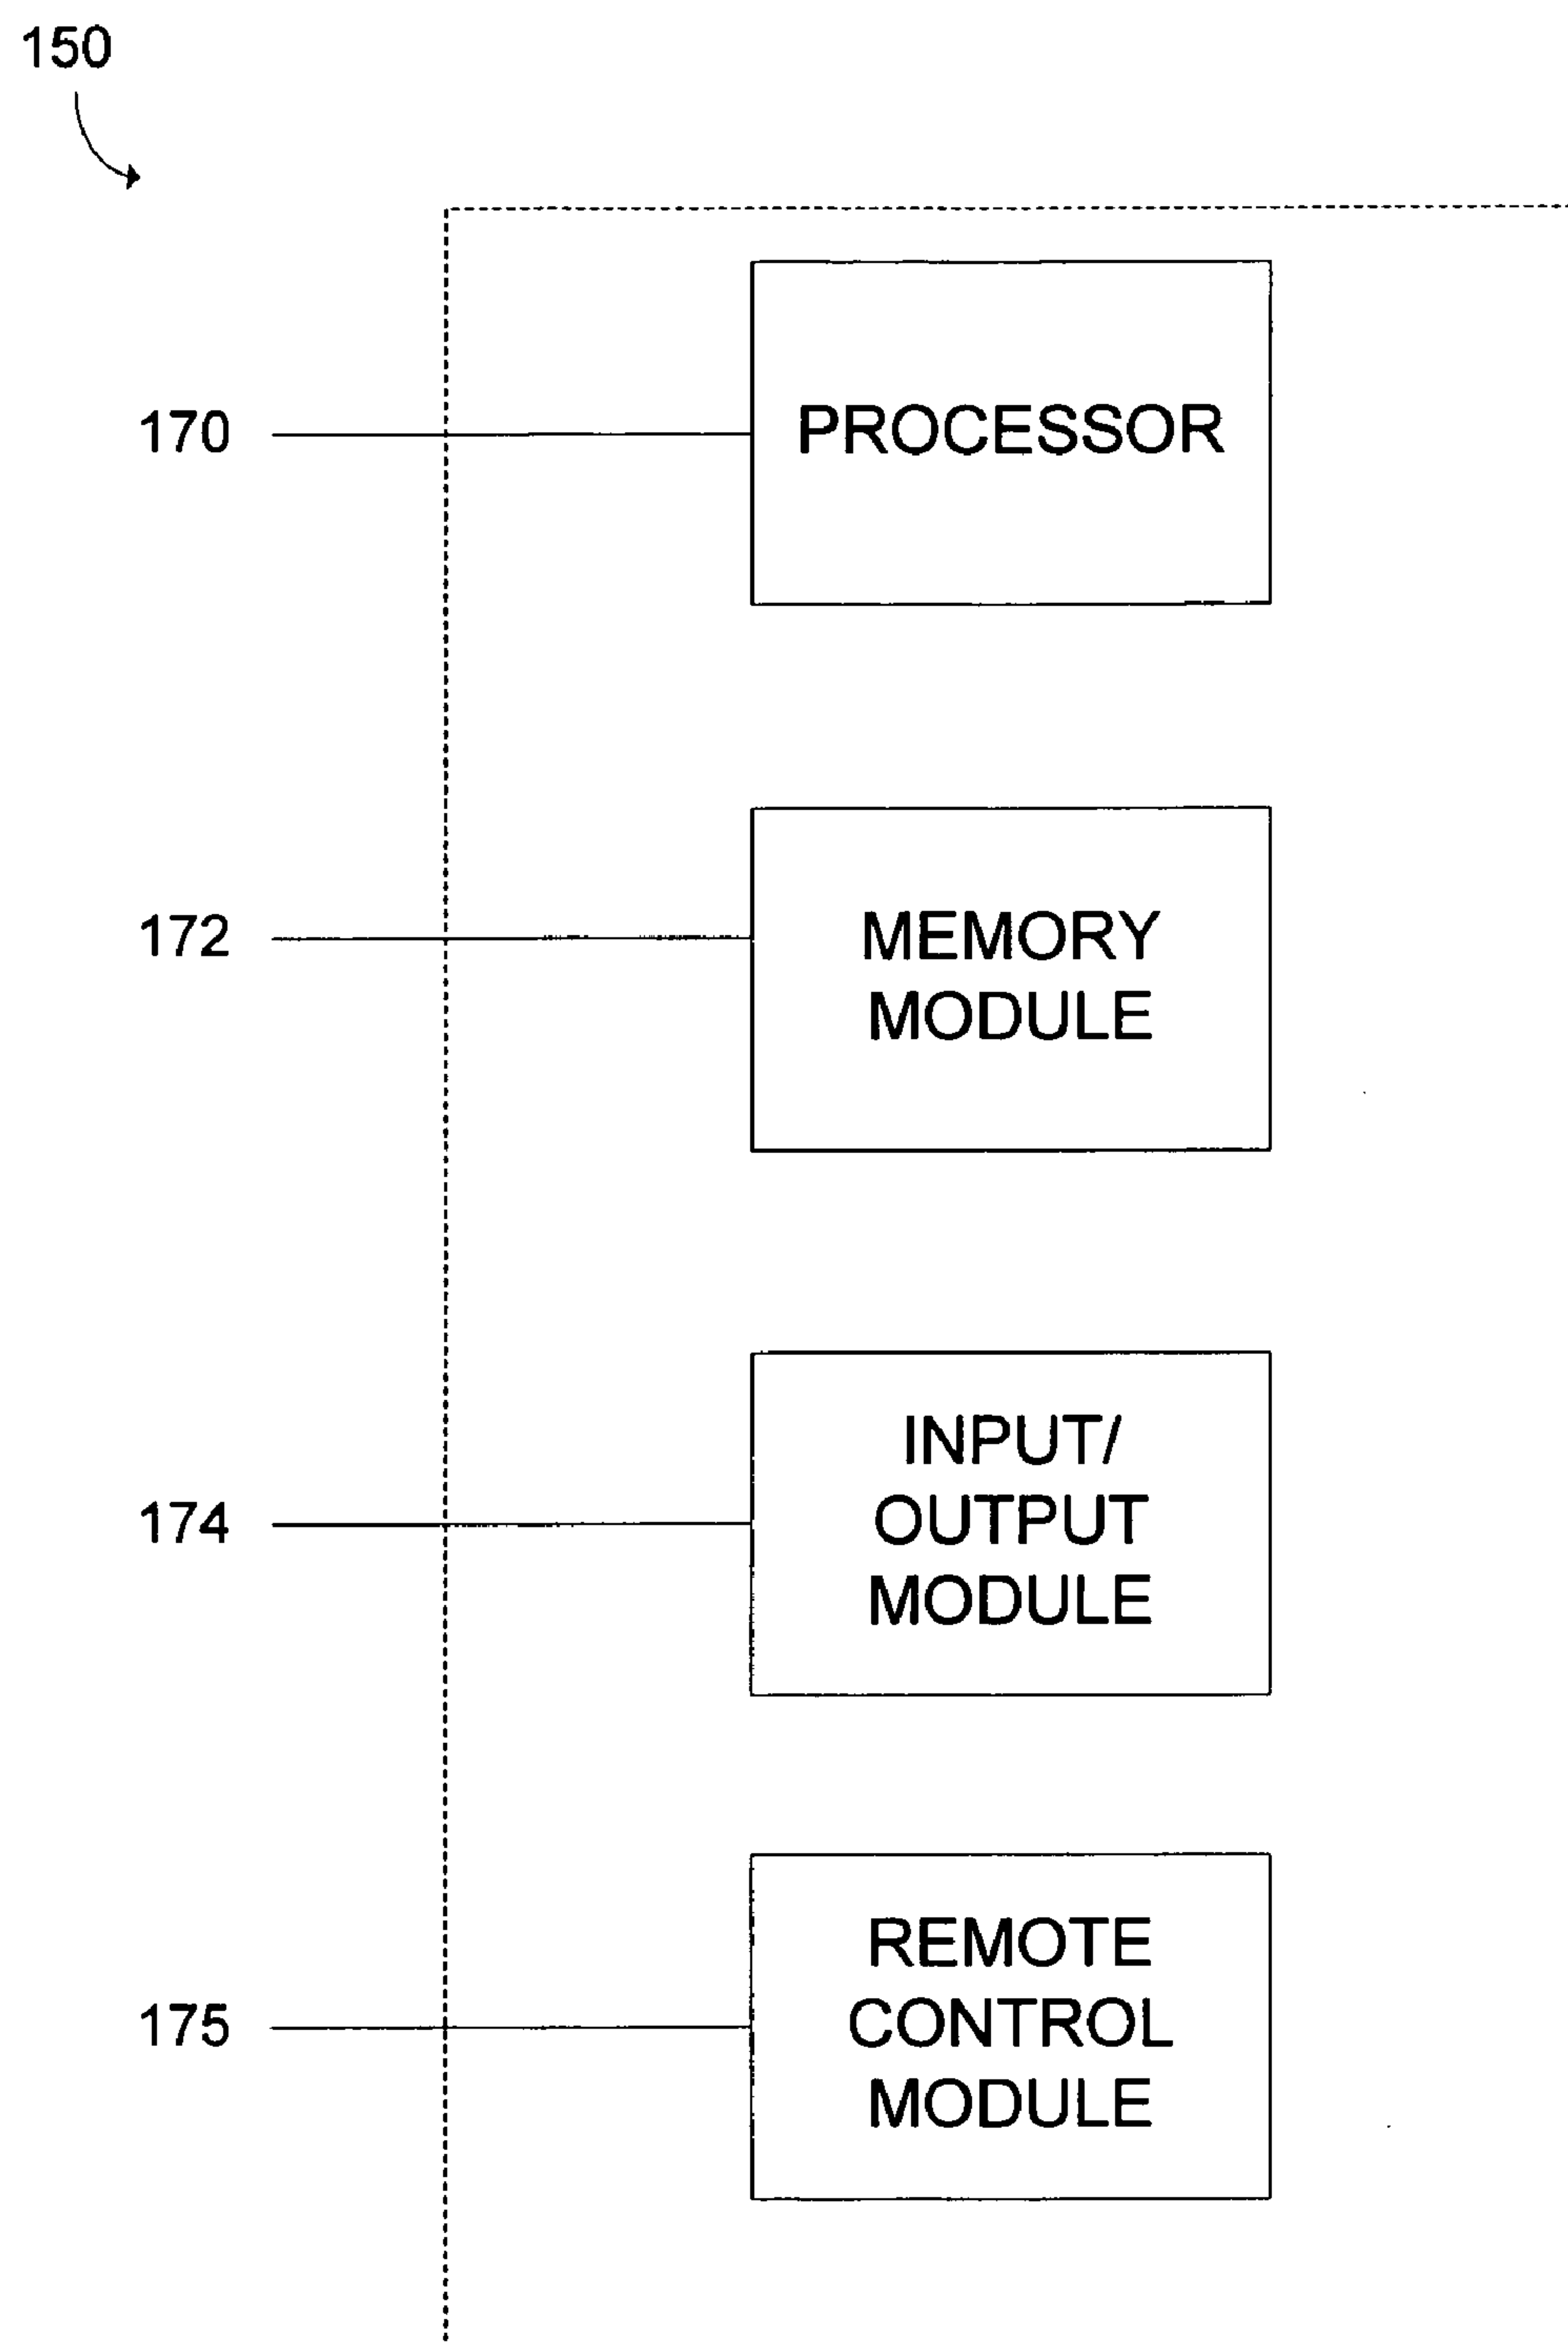 150
170
PROCESSOR
172
MEMORY
MODULE
174
INPUT/
OUTPUT
MODULE
175
REMOTE
CONTROL
MODULE